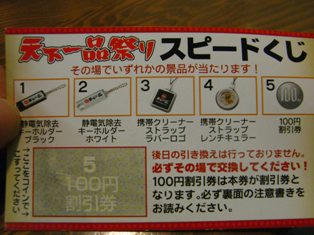 天下一品祭り スピードくじ
その場でいずれかの景品が当たります！
1 2 3 4 5
静電気除去
キーホルダー
ブラック
静電気除去
キーホルダー
ホワイト
携帯クリーナー
ストラップ
ラバーロゴ
携帯クリーナー
ストラップ
レンチキュラー
100円
割引券
5
100円
割引券
後日の引き換えは行っておりません。
必ずその場で交換してください！
100円割引券は本券が割引券と
なります。必ず裏面の注意書きを
お読みください。